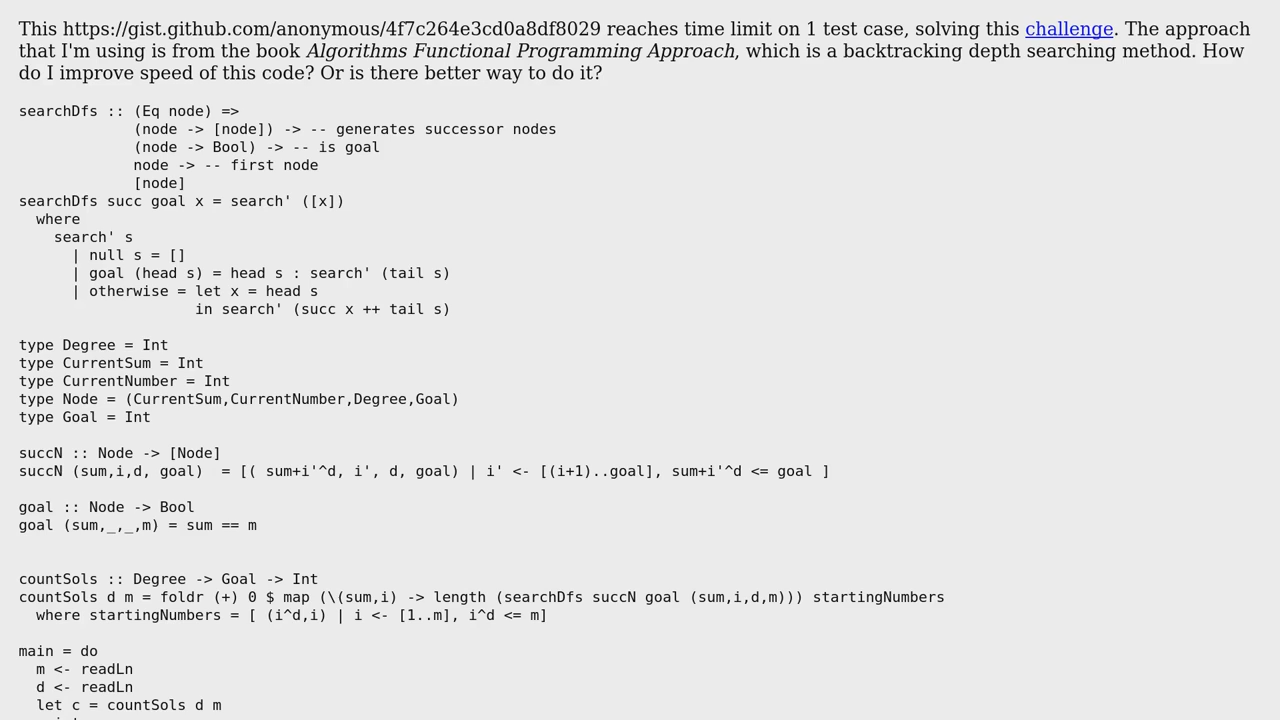 This https://gist.github.com/anonymous/4f7c264e3cd0a8df8029 reaches time limit on 1 test case, solving this challenge. The approach
that I'm using is from the book Algorithms Functional Programming Approach, which is a backtracking depth searching method. How
do I improve speed of this code? Or is there better way to do it?
searchDfs :: (Eq node) =>
             (node -> [node]) -> -- generates successor nodes
             (node -> Bool) -> -- is goal
             node -> -- first node
             [node]
searchDfs succ goal x = search' ([x])
  where
    search' s
      | null s = []
      | goal (head s) = head s : search' (tail s)
      | otherwise = let x = head s
                    in search' (succ x ++ tail s)
type Degree = Int
type CurrentSum = Int
type CurrentNumber = Int
type Node = (CurrentSum,CurrentNumber,Degree,Goal)
type Goal = Int
succN :: Node -> [Node]
succN (sum,i,d, goal)  = [( sum+i'^d, i', d, goal) | i' <- [(i+1)..goal], sum+i'^d <= goal ]
goal :: Node -> Bool
goal (sum,_,_,m) = sum == m
countSols :: Degree -> Goal -> Int
countSols d m = foldr (+) 0 $ map (\(sum,i) -> length (searchDfs succN goal (sum,i,d,m))) startingNumbers
  where startingNumbers = [ (i^d,i) | i <- [1..m], i^d <= m]
main = do
  m <- readLn
  d <- readLn
  let c = countSols d m